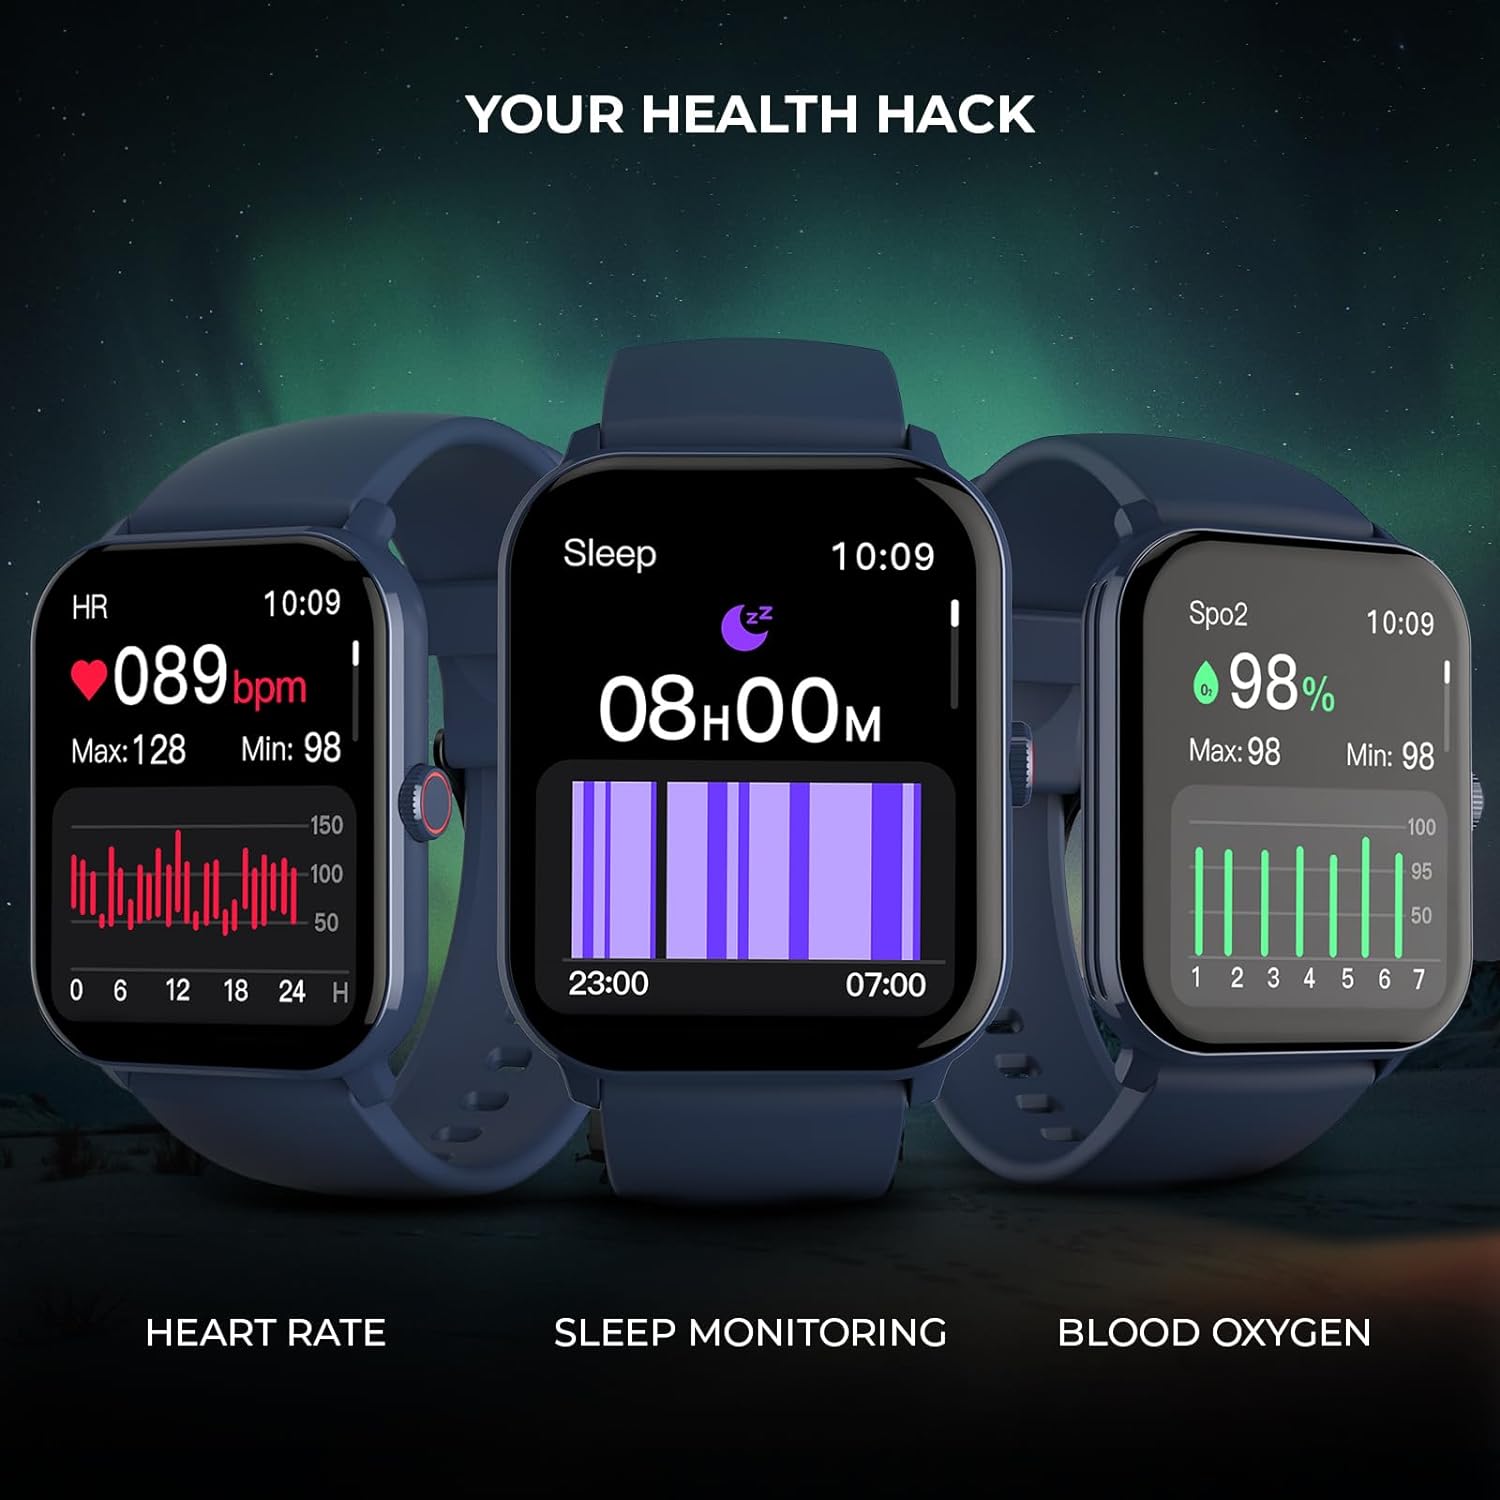 YOUR HEALTH HACK
HR 10:09
089bpm
Max:128 Min: 98
150
100
50
0 6 12 18 24 H
Sleep 10:09
zz
08H00M
23:00 07:00
Spo2 10:09
O₂ 98%
Max: 98 Min: 98
100
95
50
1 2 3 4 5 6 7
HEART RATE
SLEEP MONITORING
BLOOD OXYGEN